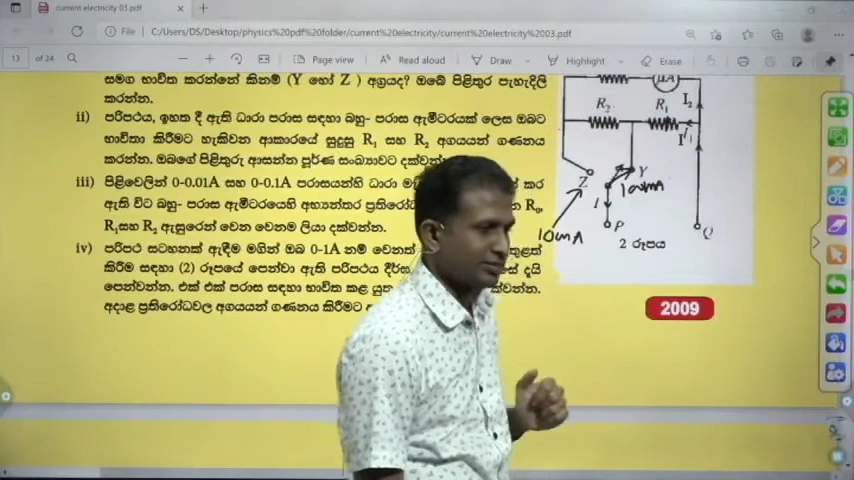 current electricity 03.pdf
File C:/Users/DS/Desktop/physics%20pdf%20folder/current%20electricity/current%20electricity%2003.pdf
13 of 24 Page view Read aloud Draw Highlight Erase
සමග භාවිත කරන්නේ කිනම් (Y හෝ Z ) අග්‍රයද? ඔබේ පිළිතුර පැහැදිලි
කරන්න.
ii) පරිපථය, ඉහත දී ඇති ධාරා පරාස සඳහා බහු- පරාස ඇමීටරයක් ලෙස ඔබට
භාවිතා කිරීමට හැකිවන ආකාරයේ සුදුසු R₁ සහ R₂ අගයයන් ගණනය
කරන්න. ඔබගේ පිළිතුරු ආසන්න පූර්ණ සංඛ්‍යාවට දක්වන්න.
iii) පිළිවෙලින් 0-0.01A සහ 0-0.1A පරාසයන්හි ධාරා කර
ඇති විට බහු- පරාස ඇමීටරයෙහි අභ්‍යන්තර R₀,
R₁සහ R₂ ඇසුරෙන් වෙන වෙනම ලියා දක්වන්න.
iv) පරිපථ සටහනක් ඇඳීම මගින් ඔබ 0-1A නම් වෙනත් තුළත්
කිරීම සඳහා (2) රූපයේ පෙන්වා ඇති පරිපථය දැයි
පෙන්වන්න. එක් එක් පරාස සඳහා භාවිත කළ
අදාළ ප්‍රතිරෝධවල අගයයන් ගණනය කිරීමට
μA
I₂
R₂ R₁
I₁
Z Y
100mA
I
10mA
P Q
2 රූපය
2009